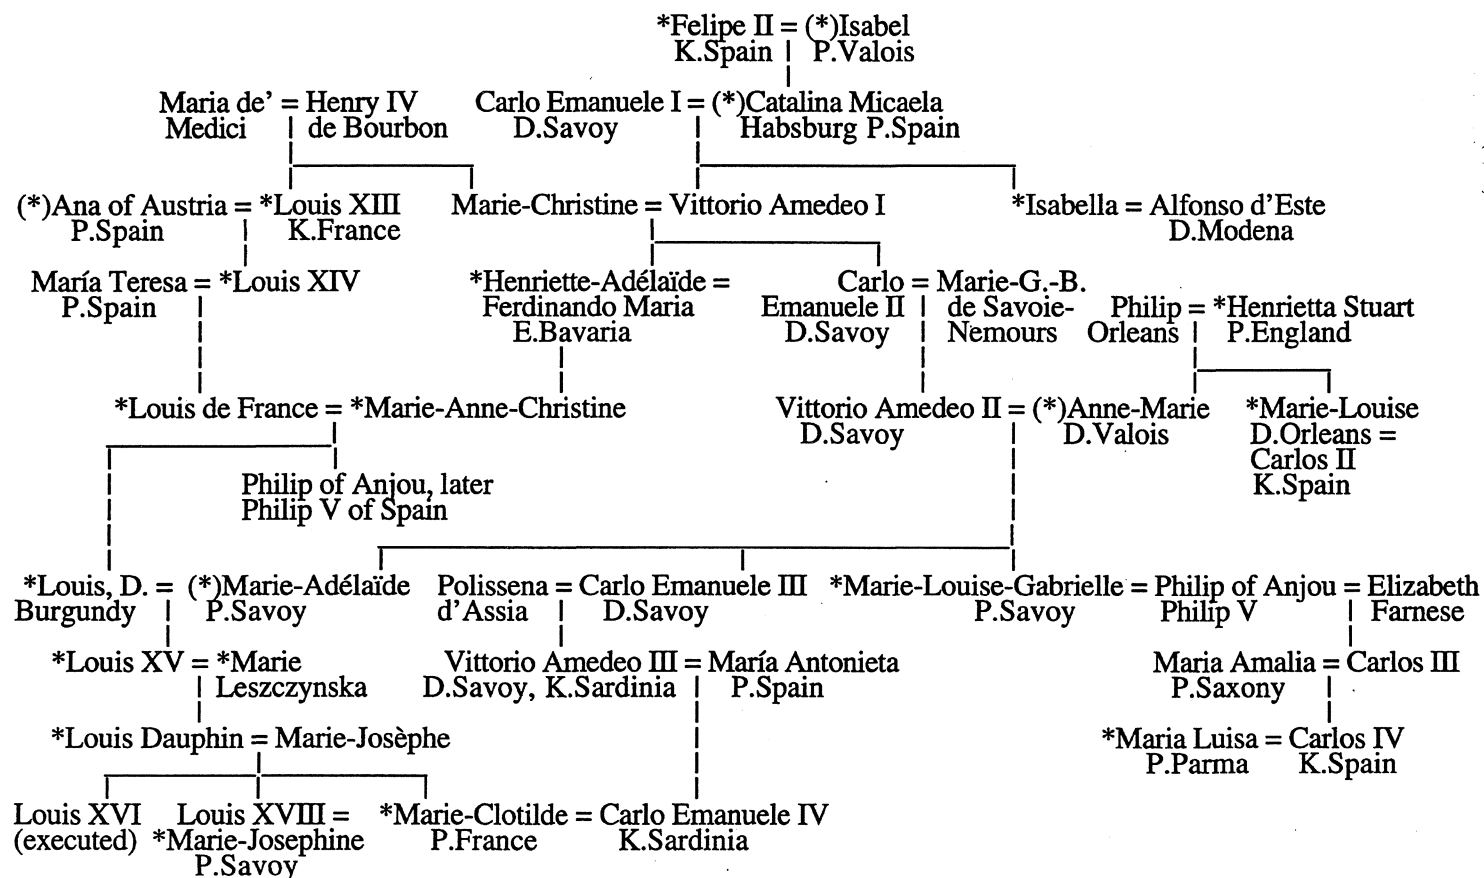 *Felipe II = (*)Isabel
K.Spain P.Valois
Maria de' = Henry IV Carlo Emanuele I = (*)Catalina Micaela
Medici de Bourbon D.Savoy Habsburg P.Spain
(*)Ana of Austria = *Louis XIII Marie-Christine = Vittorio Amedeo I *Isabella = Alfonso d'Este
P.Spain K.France D.Modena
María Teresa = *Louis XIV *Henriette-Adélaïde = Carlo = Marie-G.-B.
P.Spain Ferdinando Maria Emanuele II de Savoie- Philip = *Henrietta Stuart
E.Bavaria D.Savoy Nemours Orleans P.England
*Louis de France = *Marie-Anne-Christine Vittorio Amedeo II = (*)Anne-Marie *Marie-Louise
D.Savoy D.Valois D.Orleans =
Carlos II
K.Spain
Philip of Anjou, later
Philip V of Spain
*Louis, D. = (*)Marie-Adélaïde Polissena = Carlo Emanuele III *Marie-Louise-Gabrielle = Philip of Anjou = Elizabeth
Burgundy P.Savoy d'Assia D.Savoy P.Savoy Philip V Farnese
*Louis XV = *Marie Vittorio Amedeo III = María Antonieta Maria Amalia = Carlos III
Leszczynska D.Savoy, K.Sardinia P.Spain P.Saxony
*Louis Dauphin = Marie-Josèphe *Maria Luisa = Carlos IV
P.Parma K.Spain
Louis XVI Louis XVIII = *Marie-Clotilde = Carlo Emanuele IV
(executed) *Marie-Josephine P.France K.Sardinia
P.Savoy